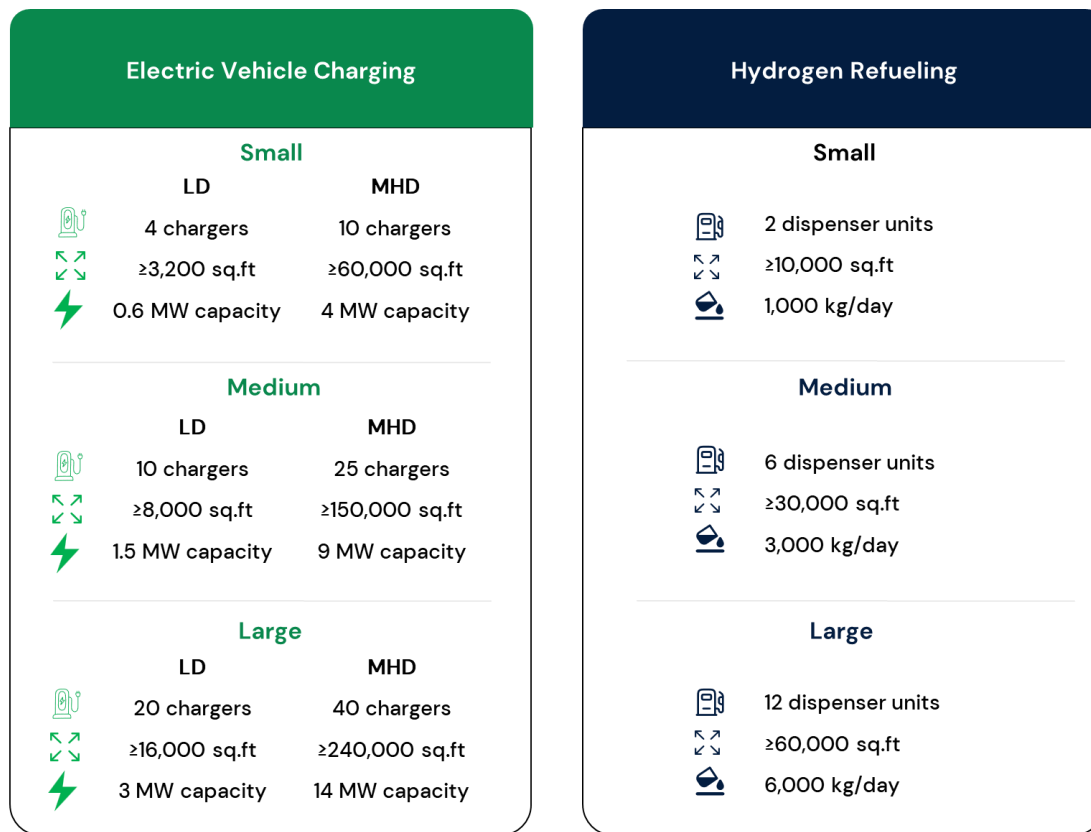 Electric Vehicle Charging
Small
LD MHD
4 chargers 10 chargers
≥3,200 sq.ft ≥60,000 sq.ft
0.6 MW capacity 4 MW capacity
Medium
LD MHD
10 chargers 25 chargers
≥8,000 sq.ft ≥150,000 sq.ft
1.5 MW capacity 9 MW capacity
Large
LD MHD
20 chargers 40 chargers
≥16,000 sq.ft ≥240,000 sq.ft
3 MW capacity 14 MW capacity
Hydrogen Refueling
Small
2 dispenser units
≥10,000 sq.ft
1,000 kg/day
Medium
6 dispenser units
≥30,000 sq.ft
3,000 kg/day
Large
12 dispenser units
≥60,000 sq.ft
6,000 kg/day